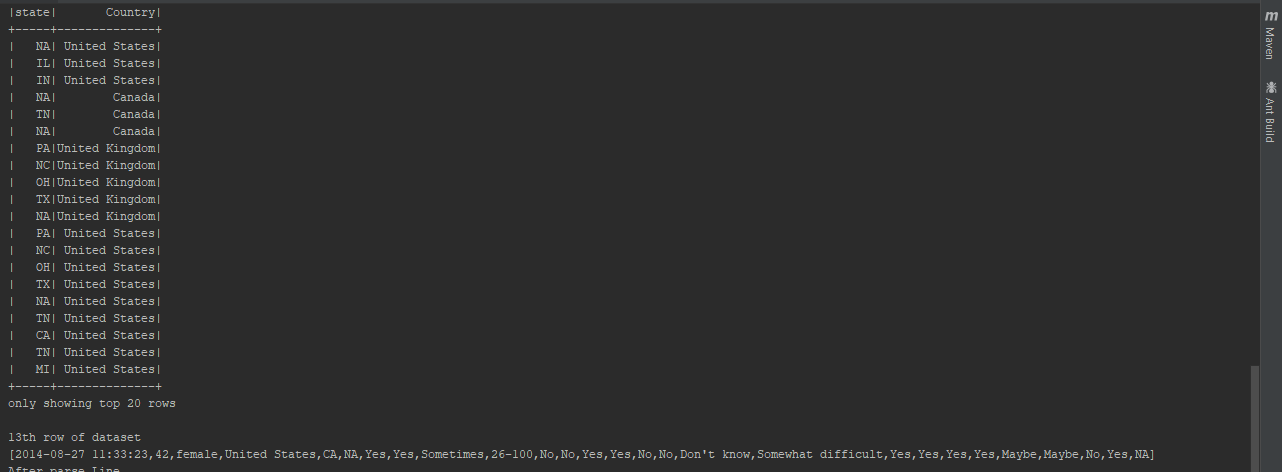 |state|       Country|
+-----+--------------+
|   NA| United States|
|   IL| United States|
|   IN| United States|
|   NA|        Canada|
|   TN|        Canada|
|   NA|        Canada|
|   PA|United Kingdom|
|   NC|United Kingdom|
|   OH|United Kingdom|
|   TX|United Kingdom|
|   NA|United Kingdom|
|   PA| United States|
|   NC| United States|
|   OH| United States|
|   TX| United States|
|   NA| United States|
|   TN| United States|
|   CA| United States|
|   TN| United States|
|   MI| United States|
+-----+--------------+
only showing top 20 rows
13th row of dataset
[2014-08-27 11:33:23,42,female,United States,CA,NA,Yes,Yes,Sometimes,26-100,No,No,Yes,Yes,No,No,Don't know,Somewhat difficult,Yes,Yes,Yes,Yes,Maybe,Maybe,No,Yes,NA]
After parse Line
m Maven
Ant Build